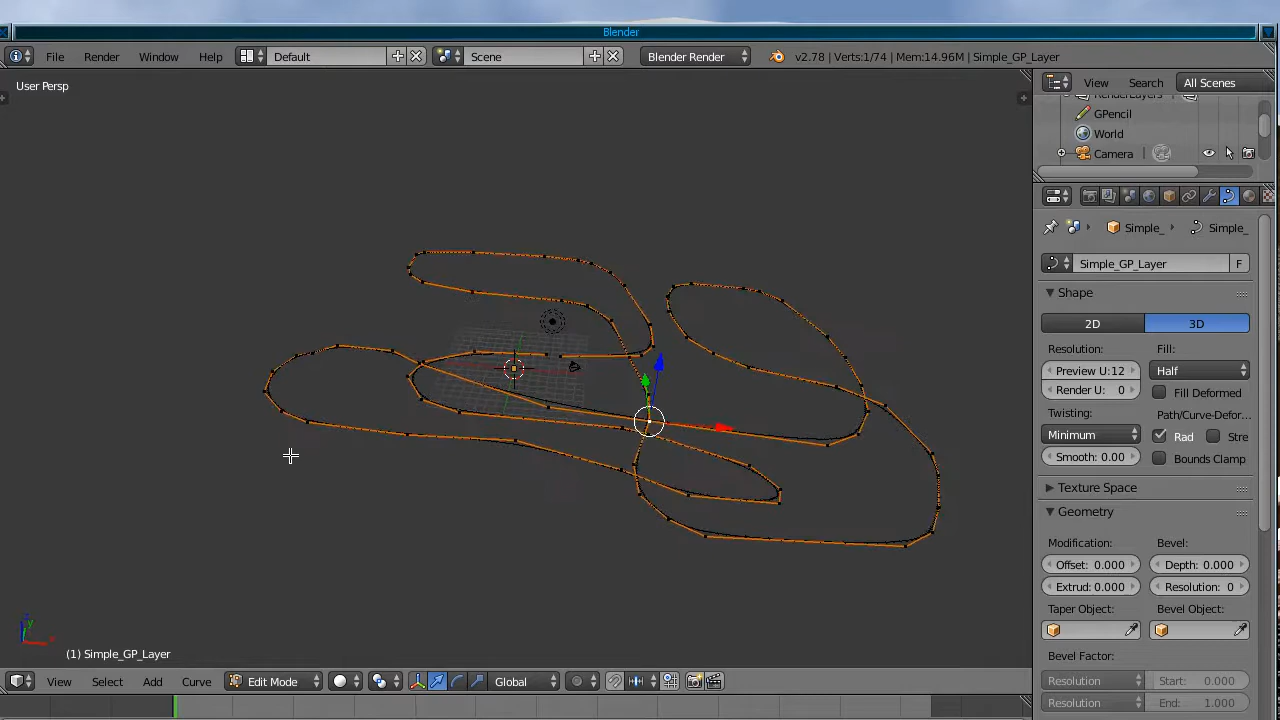 Blender
File Render Window Help Default Scene Blender Render v2.78 | Verts:1/74 | Mem:14.96M | Simple_GP_Layer
User Persp
View Search All Scenes
RenderLayers
GPencil
World
Camera
Simple_ Simple_
Simple_GP_Layer F
Shape
2D 3D
Resolution: Fill:
Preview U:12 Half
Render U: 0 Fill Deformed
Twisting: Path/Curve-Defor...
Minimum Rad Stre
Smooth: 0.00 Bounds Clamp
Texture Space
Geometry
Modification: Bevel:
Offset: 0.000 Depth: 0.000
Extrud: 0.000 Resolution: 0
Taper Object: Bevel Object:
Bevel Factor:
Resolution Start: 0.000
Resolution End: 1.000
(1) Simple_GP_Layer
View Select Add Curve Edit Mode Global